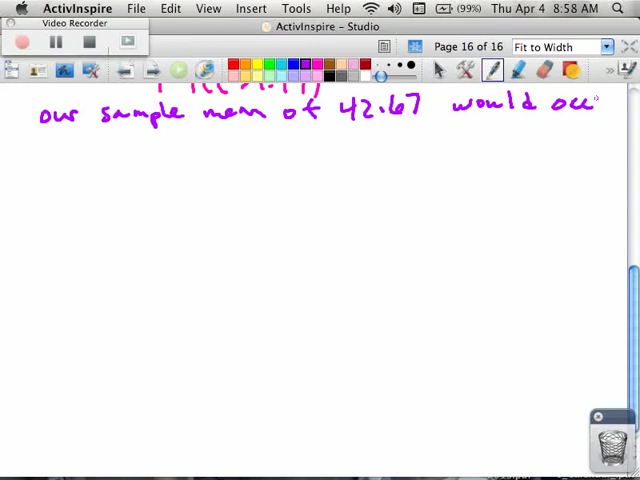 ActivInspire File Edit View Insert Tools Help (99%) Thu Apr 4 8:58 AM
Video Recorder
ActivInspire – Studio
Page 16 of 16 Fit to Width
our sample mean of 42.67 would occ